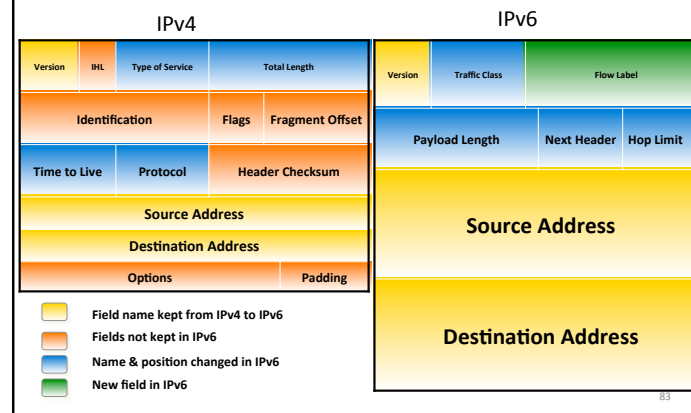 IPv4
Version IHL Type of Service Total Length
Identification Flags Fragment Offset
Time to Live Protocol Header Checksum
Source Address
Destination Address
Options Padding
IPv6
Version Traffic Class Flow Label
Payload Length Next Header Hop Limit
Source Address
Destination Address
Field name kept from IPv4 to IPv6
Fields not kept in IPv6
Name & position changed in IPv6
New field in IPv6
83